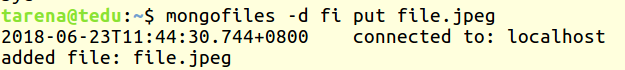 tarena@tedu:~$ mongofiles -d fi put file.jpeg
2018-06-23T11:44:30.744+0800    connected to: localhost
added file: file.jpeg